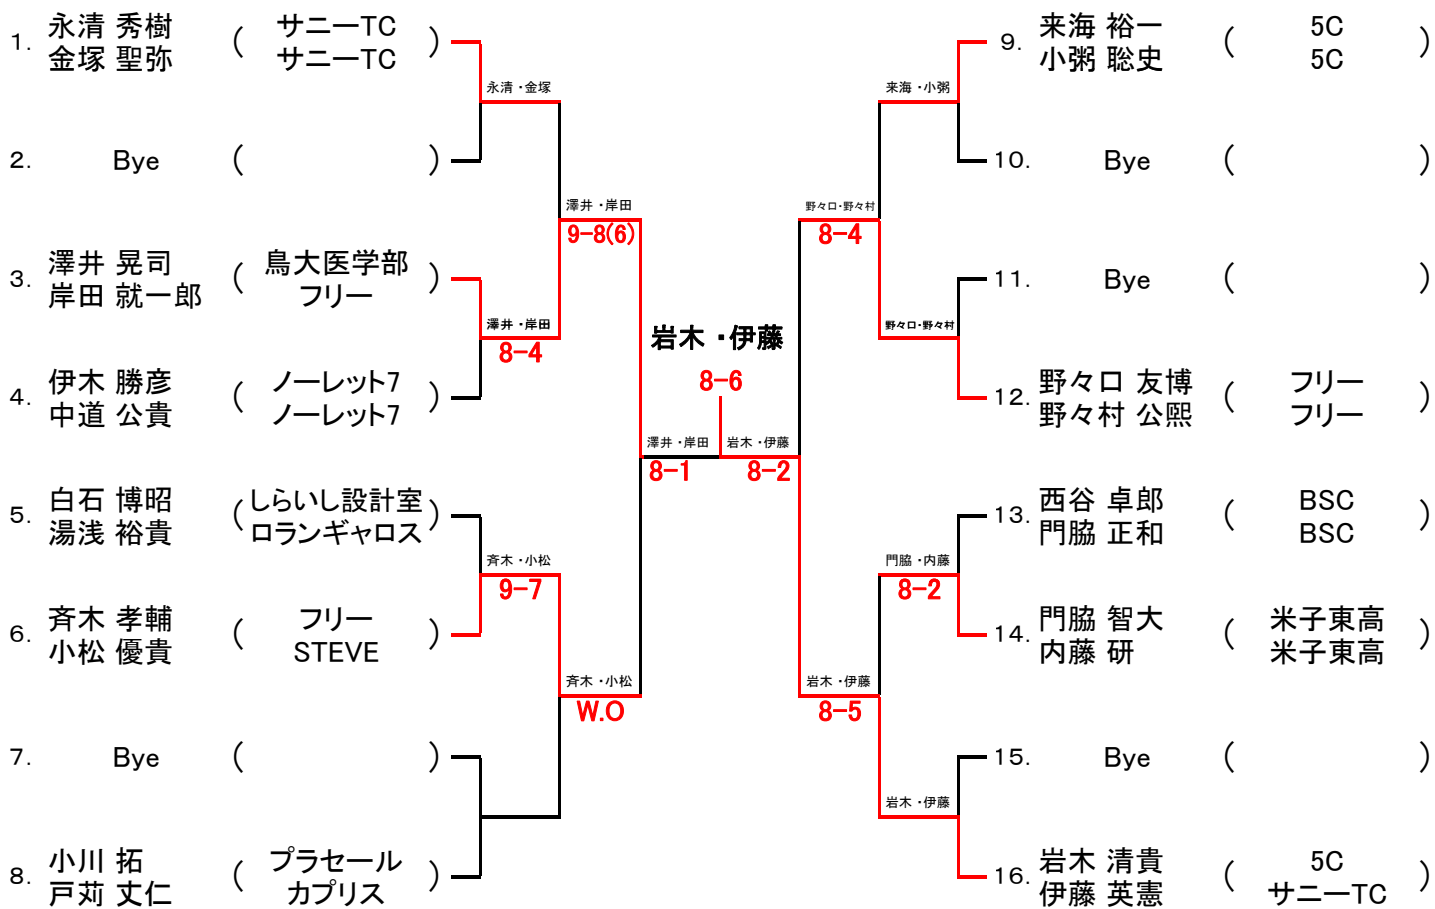 1. 永清 秀樹 ( サニーTC )
金塚 聖弥 サニーTC
永清・金塚
2. Bye ( )
澤井・岸田
9-8(6)
3. 澤井 晃司 ( 鳥大医学部 )
岸田 就一郎 フリー
澤井・岸田
8-4
4. 伊木 勝彦 ( ノーレット7 )
中道 公貴 ノーレット7
澤井・岸田
8-1
5. 白石 博昭 ( しらいし設計室 )
湯浅 裕貴 ロランギャロス
斉木・小松
9-7
6. 斉木 孝輔 ( フリー )
小松 優貴 STEVE
斉木・小松
W.O
7. Bye ( )
8. 小川 拓 ( プラセール )
戸苅 丈仁 カプリス
岩木・伊藤
8-6
9. 来海 裕一 ( 5C )
小粥 聡史 5C
来海・小粥
10. Bye ( )
野々口・野々村
8-4
11. Bye ( )
野々口・野々村
12. 野々口 友博 ( フリー )
野々村 公熙 フリー
岩木・伊藤
8-2
13. 西谷 卓郎 ( BSC )
門脇 正和 BSC
門脇・内藤
8-2
14. 門脇 智大 ( 米子東高 )
内藤 研 米子東高
岩木・伊藤
8-5
15. Bye ( )
岩木・伊藤
16. 岩木 清貴 ( 5C )
伊藤 英憲 サニーTC